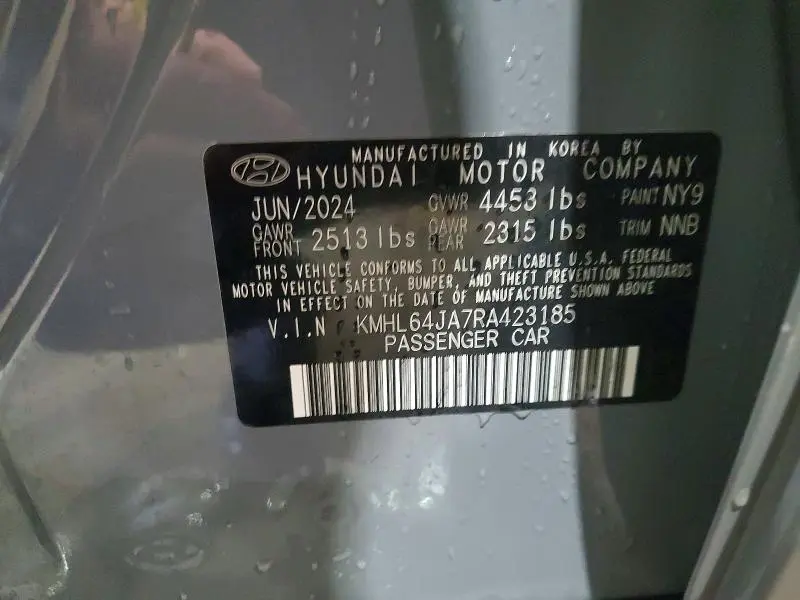 MANUFACTURED IN KOREA BY
HYUNDAI MOTOR COMPANY
JUN/2024 GVWR 4453 lbs PAINT NY9
GAWR FRONT 2513 lbs GAWR REAR 2315 lbs TRIM NNB
THIS VEHICLE CONFORMS TO ALL APPLICABLE U.S.A. FEDERAL
MOTOR VEHICLE SAFETY, BUMPER, AND THEFT PREVENTION STANDARDS
IN EFFECT ON THE DATE OF MANUFACTURE SHOWN ABOVE
V.I.N KMHL64JA7RA423185
PASSENGER CAR